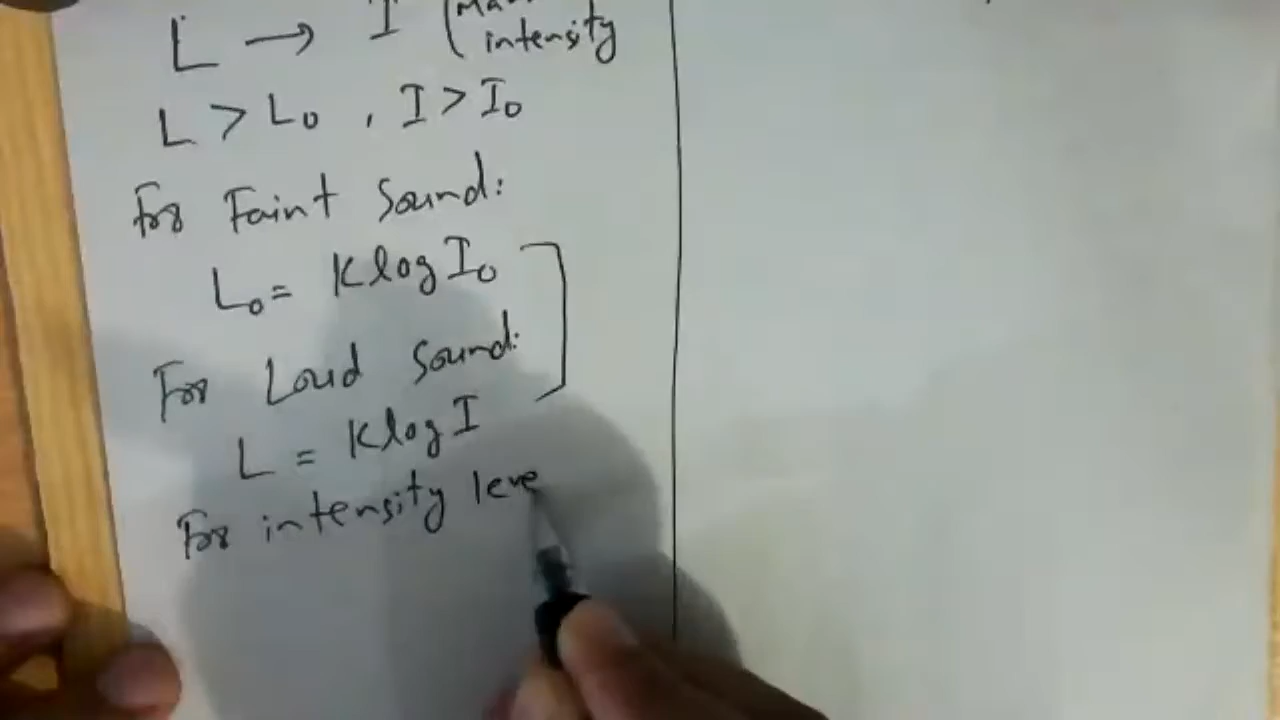 L → I (
intensity
L > L₀ , I > I₀
For Faint Sound:
L₀ = K log I₀
For Loud Sound:
L = K log I
For intensity leve